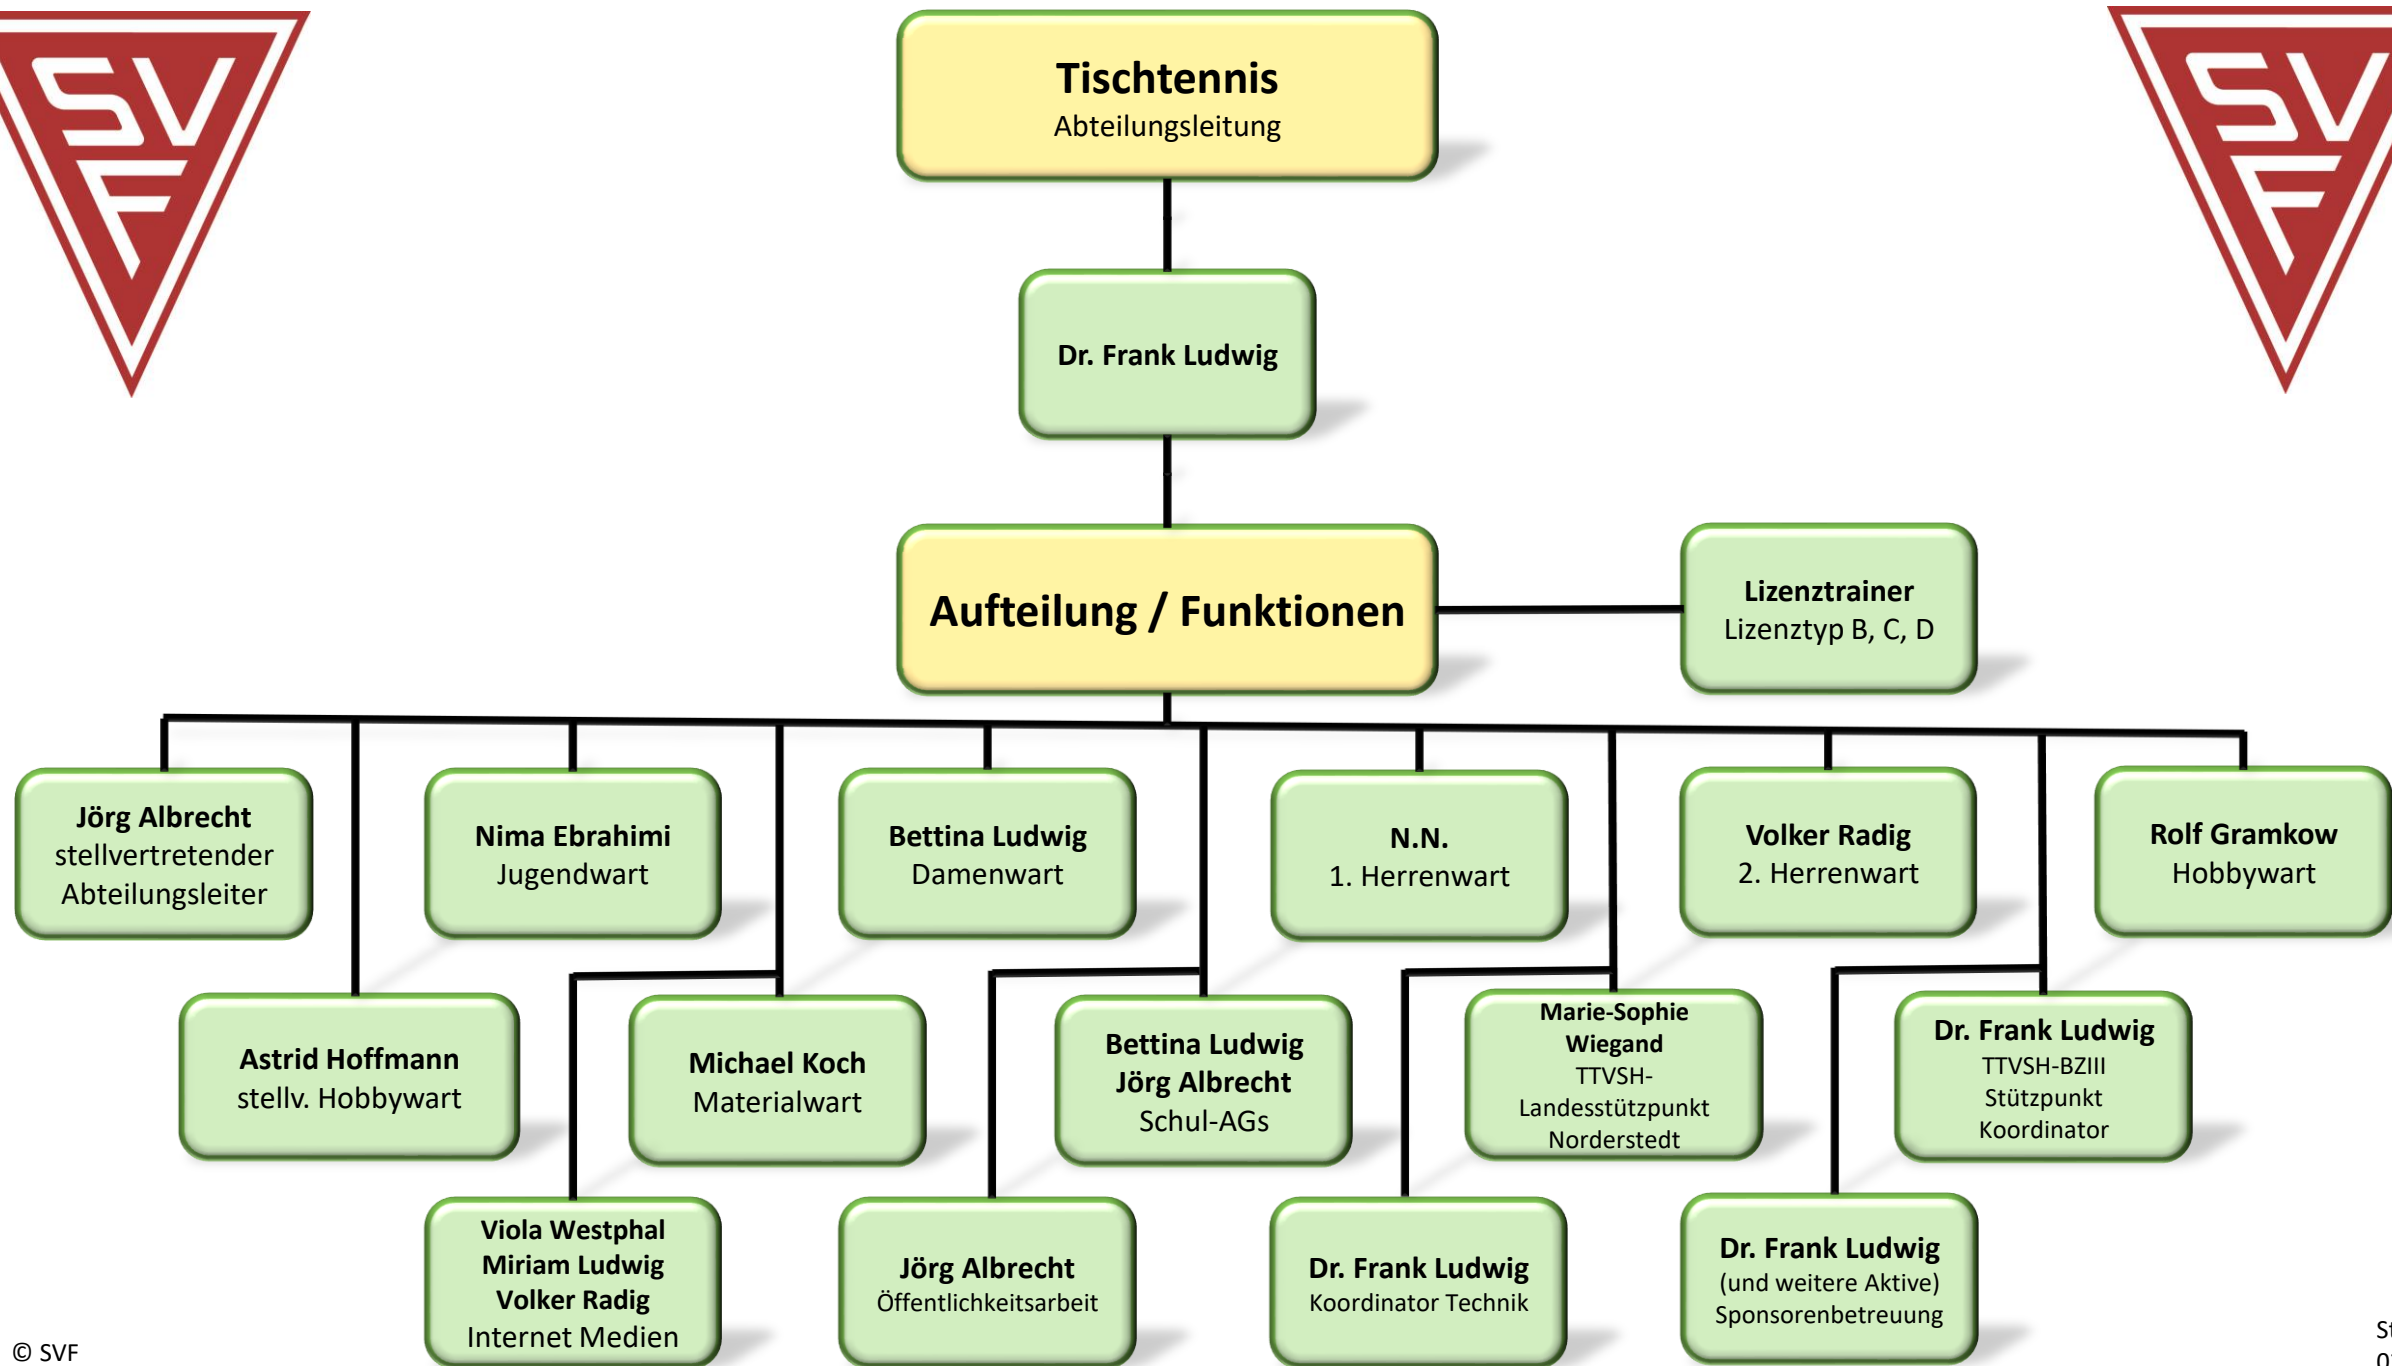 SV
F
SV
F
Tischtennis
Abteilungsleitung
Dr. Frank Ludwig
Aufteilung / Funktionen
Lizenztrainer
Lizenztyp B, C, D
Jörg Albrecht
stellvertretender
Abteilungsleiter
Nima Ebrahimi
Jugendwart
Bettina Ludwig
Damenwart
N.N.
1. Herrenwart
Volker Radig
2. Herrenwart
Rolf Gramkow
Hobbywart
Astrid Hoffmann
stellv. Hobbywart
Michael Koch
Materialwart
Bettina Ludwig
Jörg Albrecht
Schul-AGs
Marie-Sophie
Wiegand
TTVSH-
Landesstützpunkt
Norderstedt
Dr. Frank Ludwig
TTVSH-BZIII
Stützpunkt
Koordinator
Viola Westphal
Miriam Ludwig
Volker Radig
Internet Medien
Jörg Albrecht
Öffentlichkeitsarbeit
Dr. Frank Ludwig
Koordinator Technik
Dr. Frank Ludwig
(und weitere Aktive)
Sponsorenbetreuung
© SVF